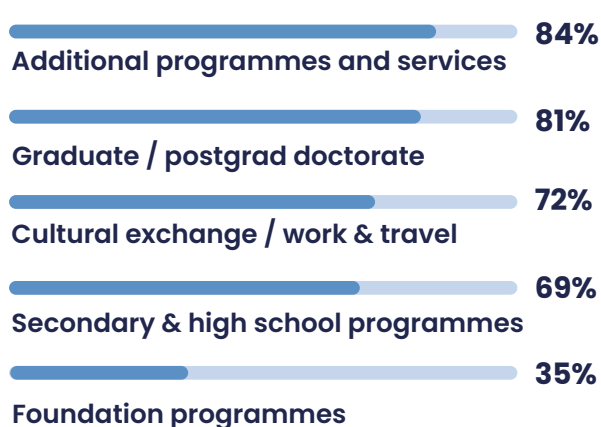 84%
Additional programmes and services
81%
Graduate / postgrad doctorate
72%
Cultural exchange / work & travel
69%
Secondary & high school programmes
35%
Foundation programmes